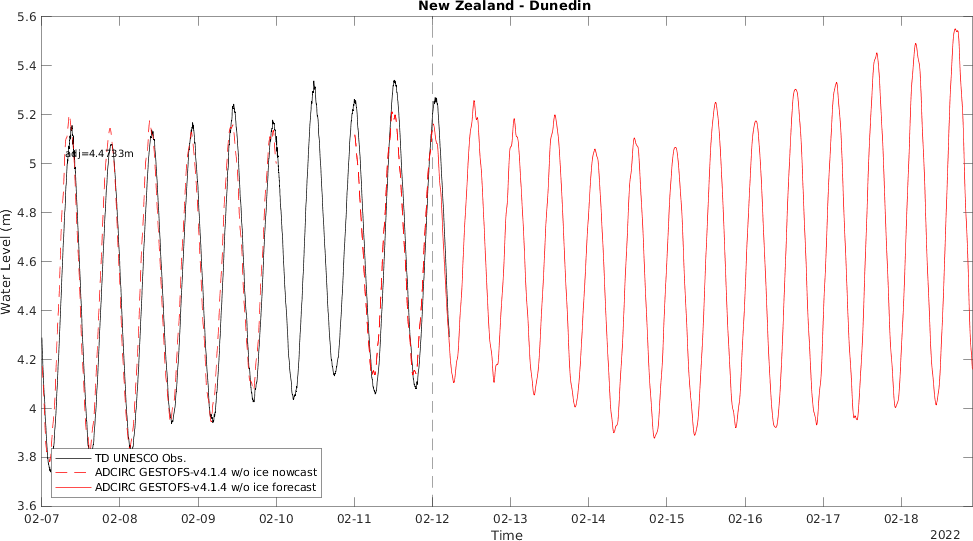 New Zealand - Dunedin
5.6
5.4
5.2
5
4.8
4.6
4.4
4.2
4
3.8
3.6
Water Level (m)
adj=4.4733m
TD UNESCO Obs.
ADCIRC GESTOFS-v4.1.4 w/o ice nowcast
ADCIRC GESTOFS-v4.1.4 w/o ice forecast
02-07 02-08 02-09 02-10 02-11 02-12 02-13 02-14 02-15 02-16 02-17 02-18
Time
2022